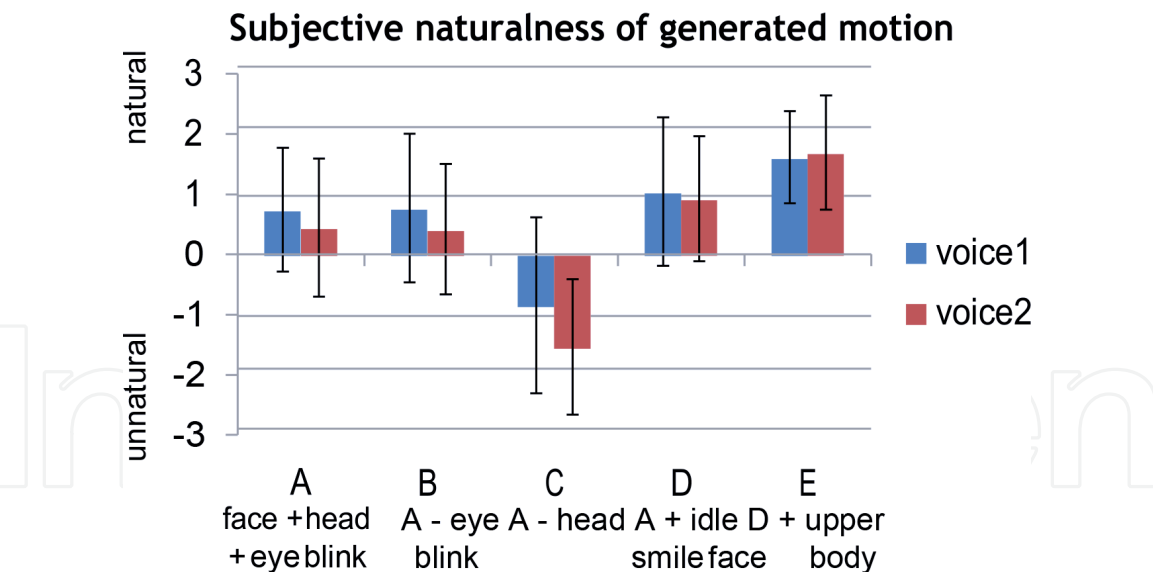 Subjective naturalness of generated motion
natural
unnatural
3
2
1
0
-1
-2
-3
voice1
voice2
A B C D E
face +head A - eye A - head A + idle D + upper
+ eye blink blink smile face body